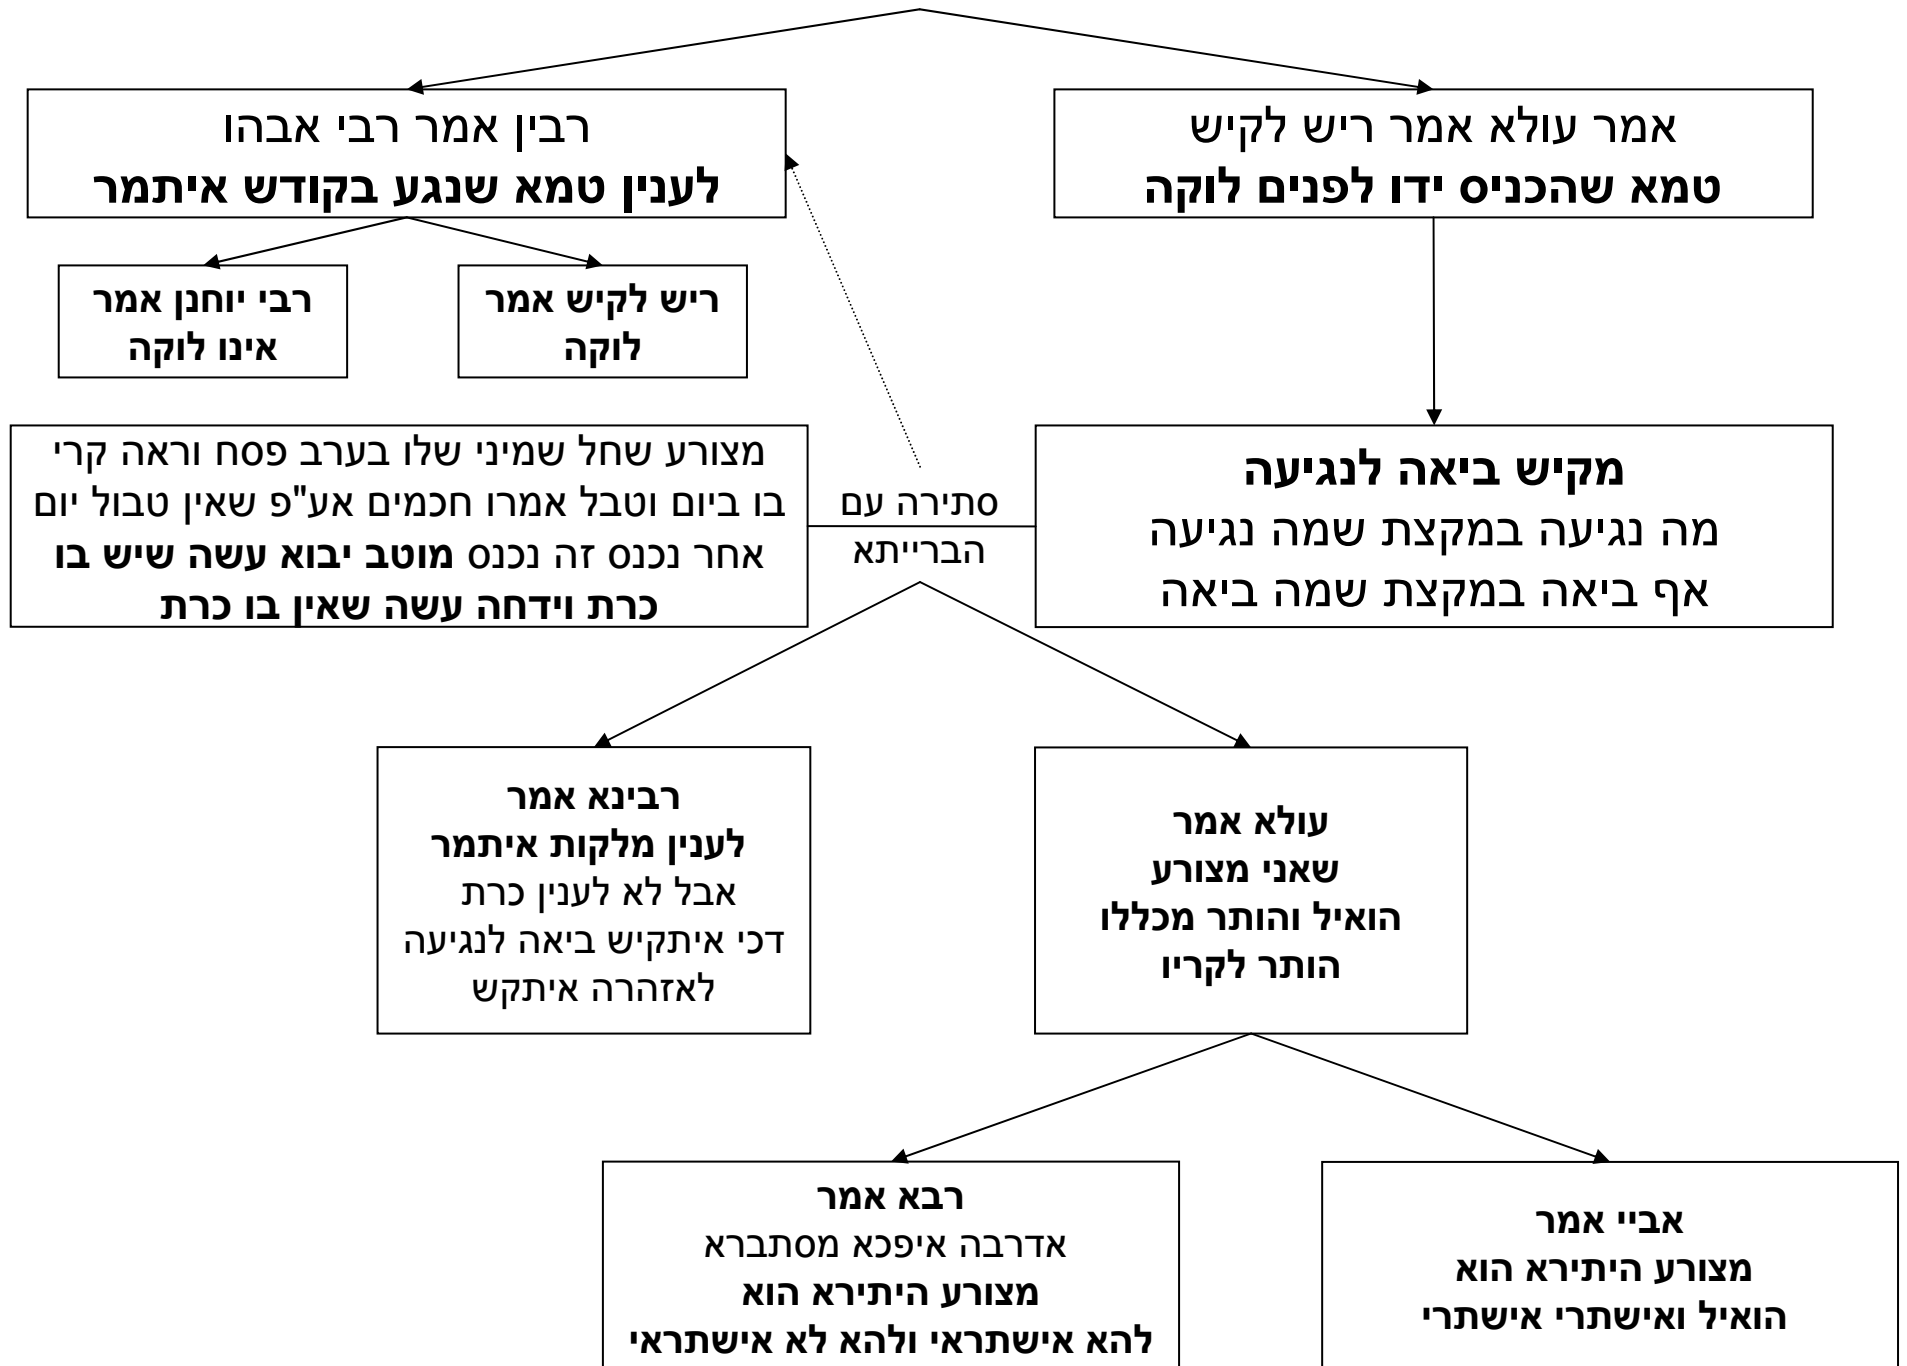 אמר עולא אמר ריש לקיש
טמא שהכניס ידו לפנים לוקה
רבין אמר רבי אבהו
לענין טמא שנגע בקודש איתמר
ריש לקיש אמר
לוקה
רבי יוחנן אמר
אינו לוקה
מקיש ביאה לנגיעה
מה נגיעה במקצת שמה נגיעה
אף ביאה במקצת שמה ביאה
סתירה עם
הברייתא
מצורע שחל שמיני שלו בערב פסח וראה קרי
בו ביום וטבל אמרו חכמים אע"פ שאין טבול יום
אחר נכנס זה נכנס מוטב יבוא עשה שיש בו
כרת וידחה עשה שאין בו כרת
עולא אמר
שאני מצורע
הואיל והותר מכללו
הותר לקריו
רבינא אמר
לענין מלקות איתמר
אבל לא לענין כרת
דכי איתקיש ביאה לנגיעה
לאזהרה איתקש
אביי אמר
מצורע היתירא הוא
הואיל ואישתרי אישתרי
רבא אמר
אדרבה איפכא מסתברא
מצורע היתירא הוא
להא אישתראי ולהא לא אישתראי